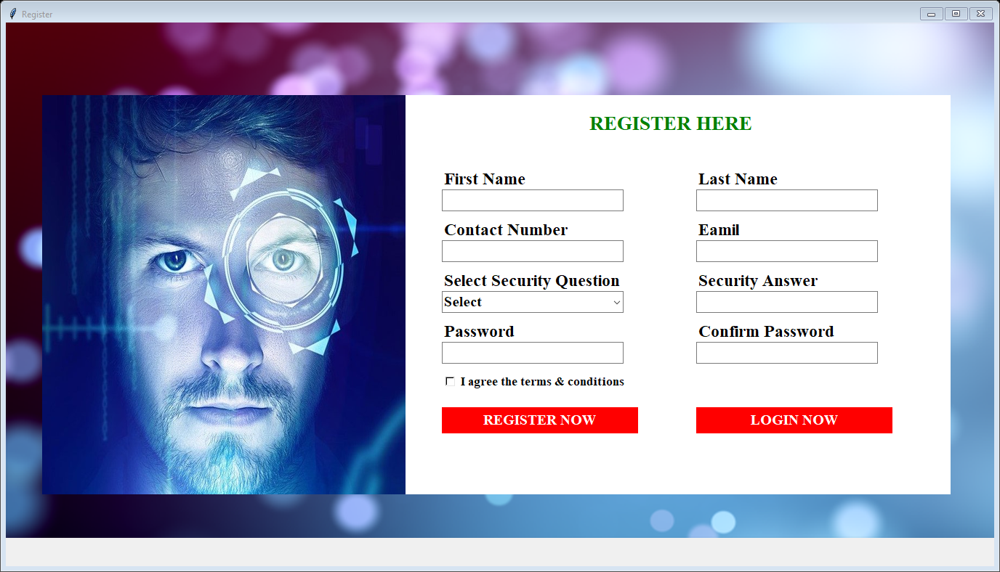 Register
REGISTER HERE
First Name
Last Name
Contact Number
Eamil
Select Security Question
Security Answer
Select
Password
Confirm Password
I agree the terms & conditions
REGISTER NOW
LOGIN NOW